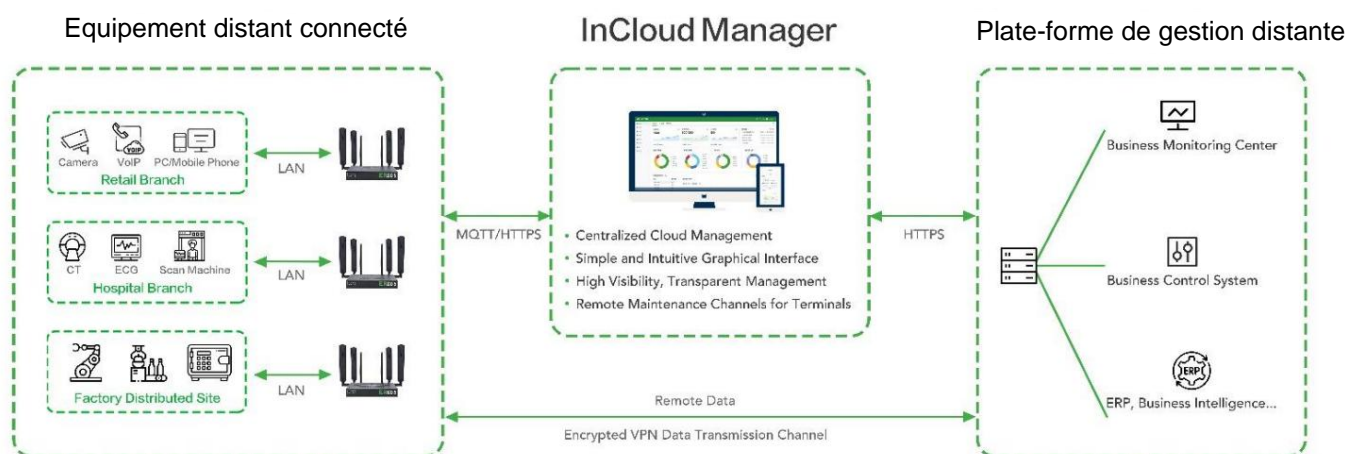 Equipement distant connecté
InCloud Manager
Plate-forme de gestion distante
Camera
VoIP
PC/Mobile Phone
Retail Branch
LAN
CT
ECG
Scan Machine
Hospital Branch
LAN
Factory Distributed Site
LAN
MQTT/HTTPS
• Centralized Cloud Management
• Simple and Intuitive Graphical Interface
• High Visibility, Transparent Management
• Remote Maintenance Channels for Terminals
HTTPS
Business Monitoring Center
Business Control System
ERP
ERP, Business Intelligence...
Remote Data
Encrypted VPN Data Transmission Channel